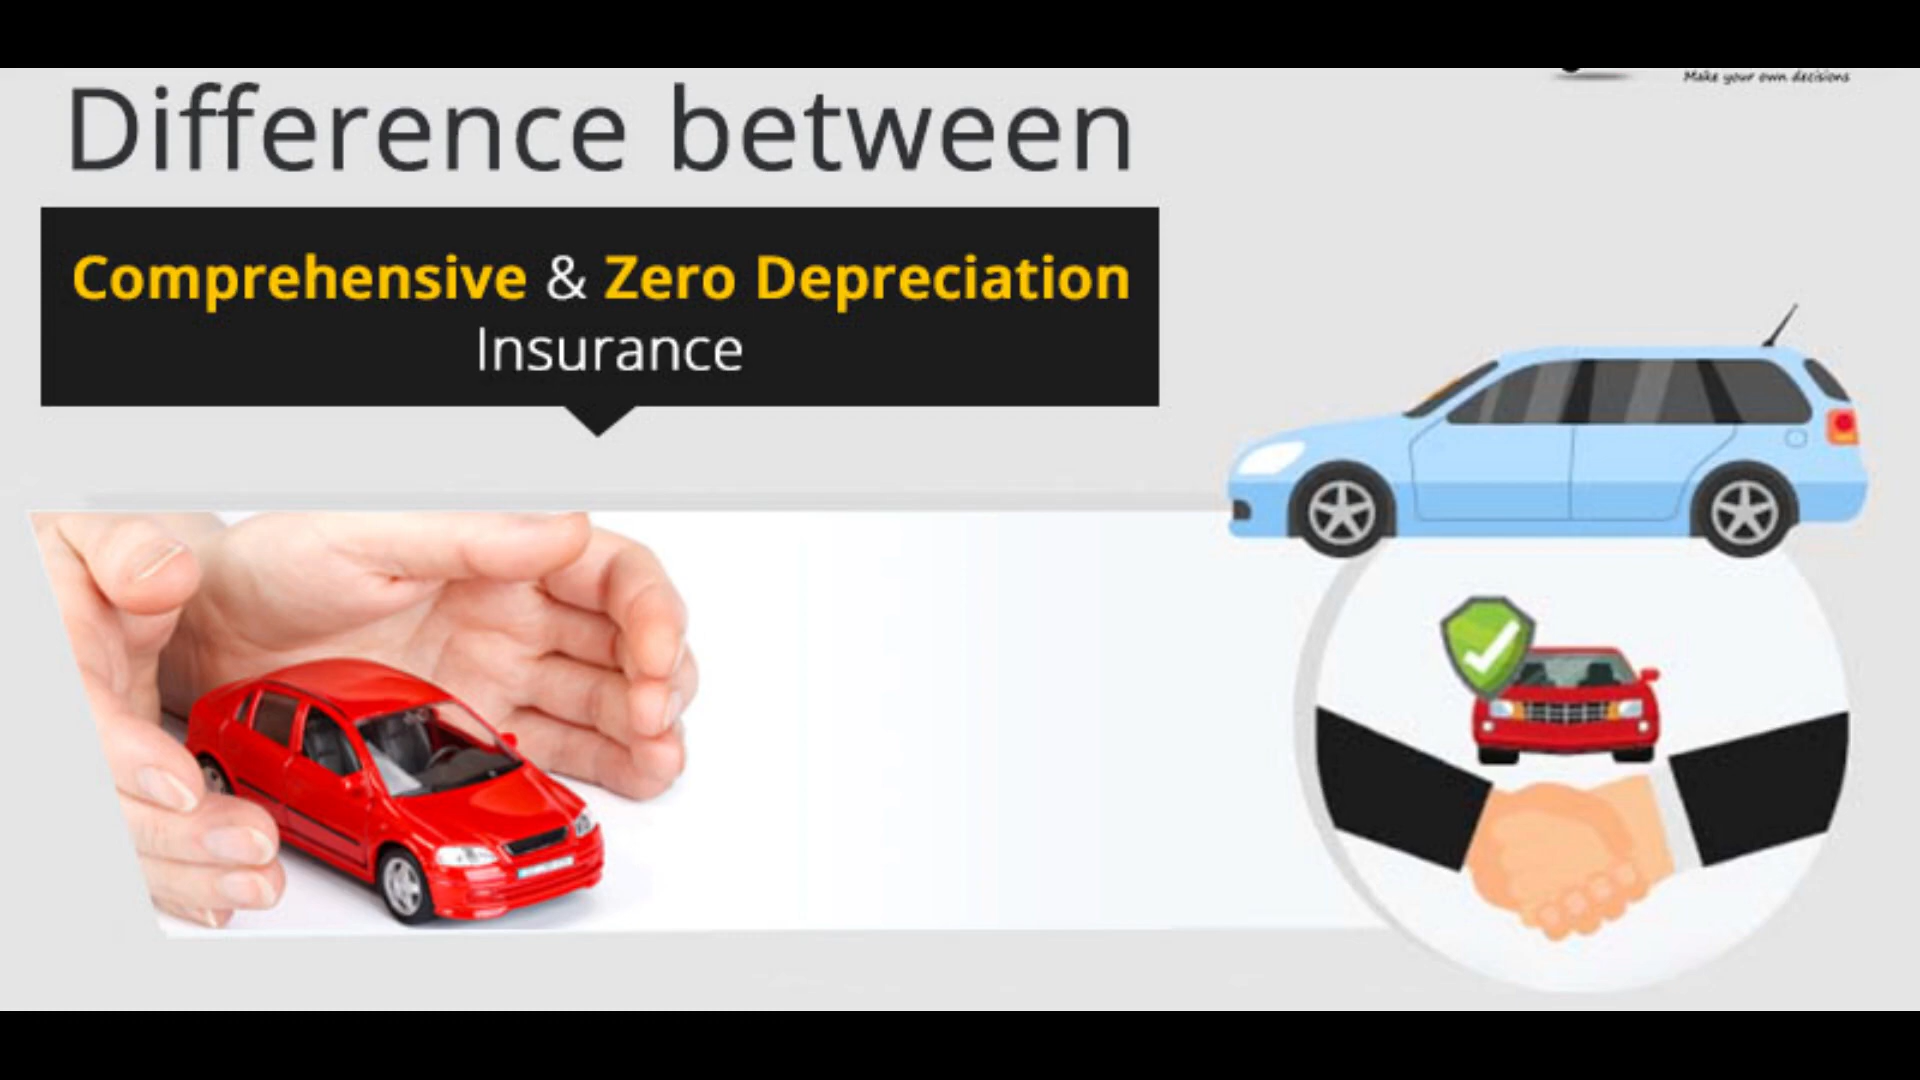 Make your own decisions
Difference between
Comprehensive & Zero Depreciation
Insurance